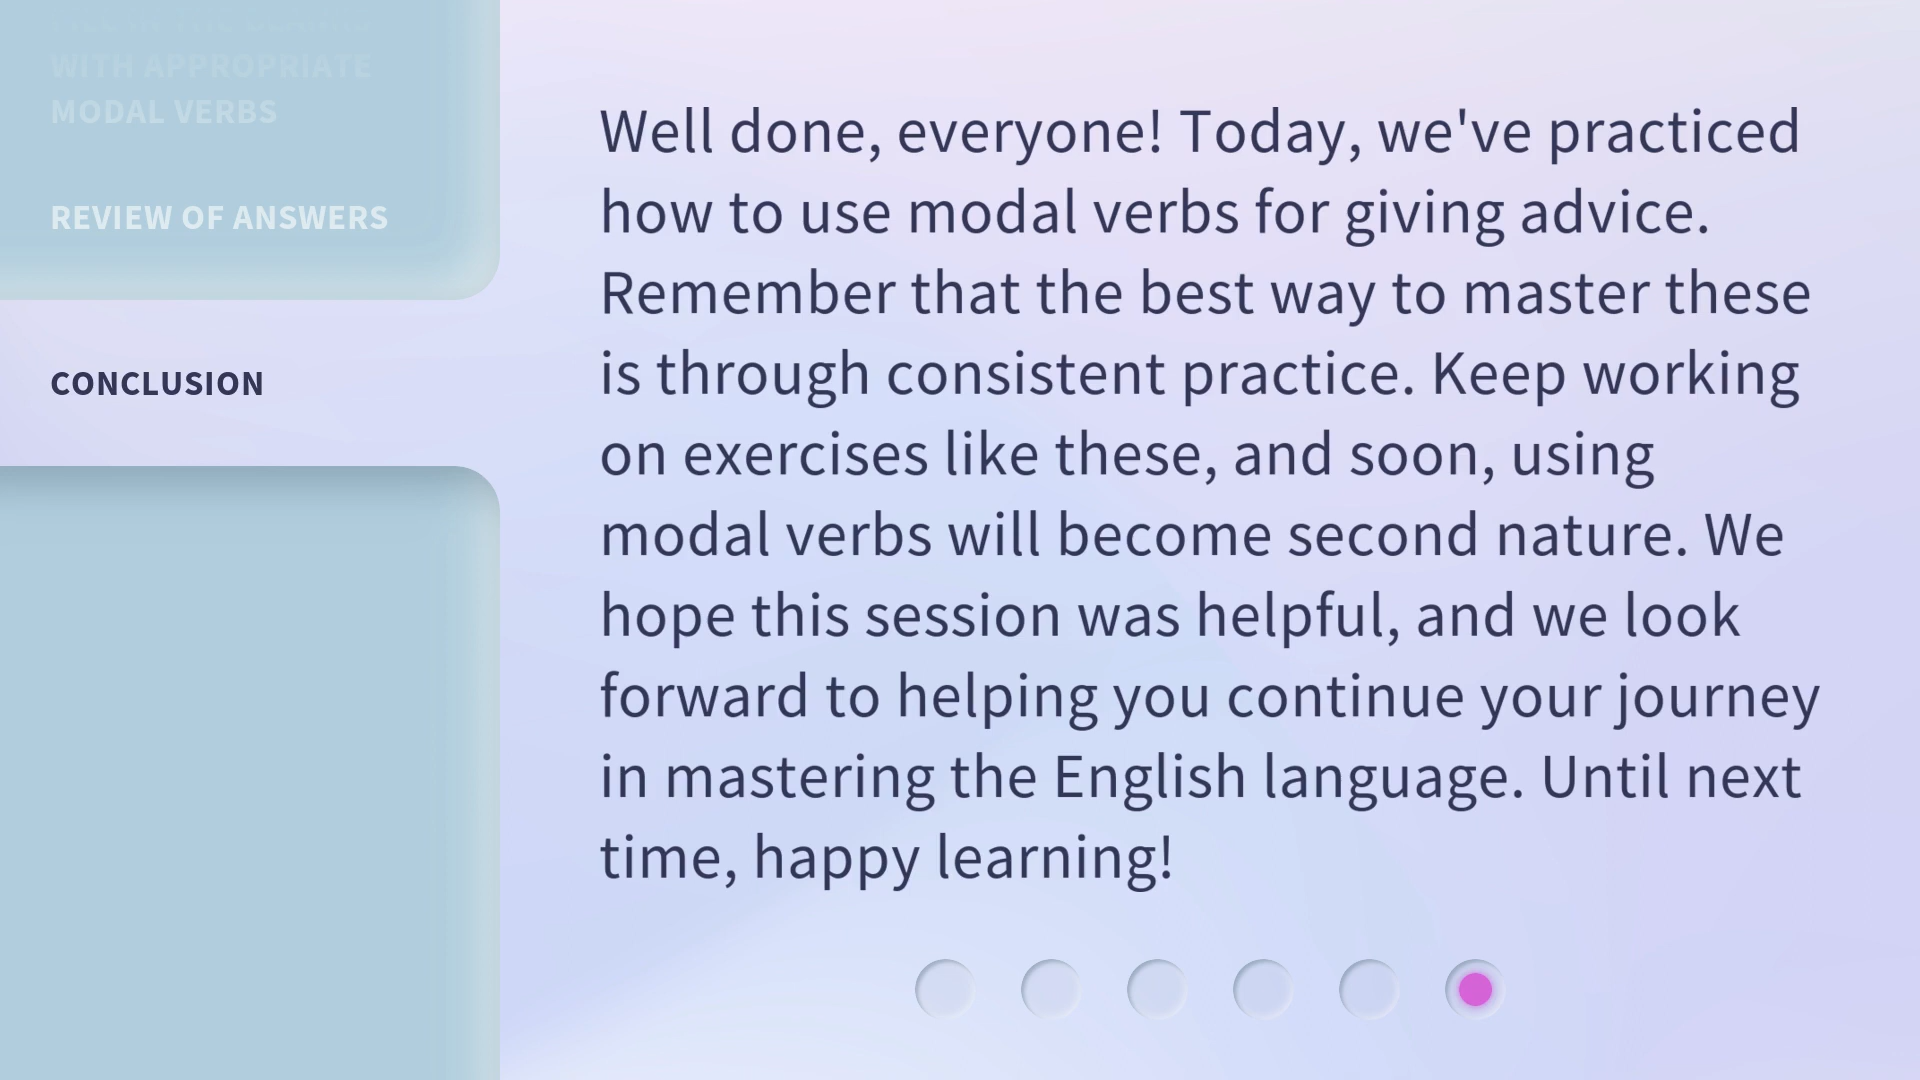 FILL IN THE BLANKS
WITH APPROPRIATE
MODAL VERBS
REVIEW OF ANSWERS
CONCLUSION
Well done, everyone! Today, we've practiced
how to use modal verbs for giving advice.
Remember that the best way to master these
is through consistent practice. Keep working
on exercises like these, and soon, using
modal verbs will become second nature. We
hope this session was helpful, and we look
forward to helping you continue your journey
in mastering the English language. Until next
time, happy learning!